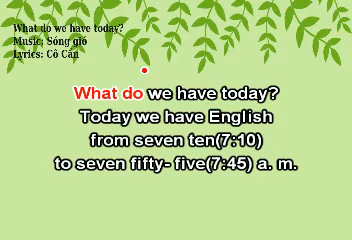 What do we have today?
Music: Sóng gió
Lyrics: Cô Cẩn
What do we have today?
Today we have English
from seven ten(7:10)
to seven fifty- five(7:45) a. m.